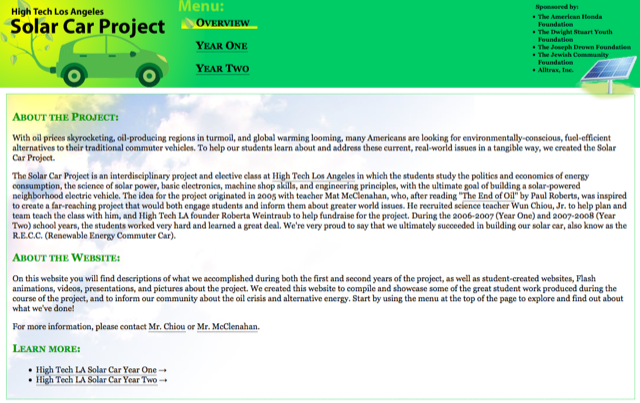 High Tech Los Angeles
Solar Car Project
Menu:
Overview
Year One
Year Two
Sponsored by:
• The American Honda
Foundation
• The Dwight Stuart Youth
Foundation
• The Joseph Drown Foundation
• The Jewish Community
Foundation
• Alltrax, Inc.
About the Project:
With oil prices skyrocketing, oil-producing regions in turmoil, and global warming looming, many Americans are looking for environmentally-conscious, fuel-efficient
alternatives to their traditional commuter vehicles. To help our students learn about and address these current, real-world issues in a tangible way, we created the Solar
Car Project.
The Solar Car Project is an interdisciplinary project and elective class at High Tech Los Angeles in which the students study the politics and economics of energy
consumption, the science of solar power, basic electronics, machine shop skills, and engineering principles, with the ultimate goal of building a solar-powered
neighborhood electric vehicle. The idea for the project originated in 2005 with teacher Mat McClenahan, who, after reading "The End of Oil" by Paul Roberts, was inspired
to create a far-reaching project that would both engage students and inform them about greater world issues. He recruited science teacher Wun Chiou, Jr. to help plan and
team teach the class with him, and High Tech LA founder Roberta Weintraub to help fundraise for the project. During the 2006-2007 (Year One) and 2007-2008 (Year
Two) school years, the students worked very hard and learned a great deal. We're very proud to say that we ultimately succeeded in building our solar car, also know as the
R.E.C.C. (Renewable Energy Commuter Car).
About the Website:
On this website you will find descriptions of what we accomplished during both the first and second years of the project, as well as student-created websites, Flash
animations, videos, presentations, and pictures about the project. We created this website to compile and showcase some of the great student work produced during the
course of the project, and to inform our community about the oil crisis and alternative energy. Start by using the menu at the top of the page to explore and find out about
what we've done!
For more information, please contact Mr. Chiou or Mr. McClenahan.
Learn more:
• High Tech LA Solar Car Year One →
• High Tech LA Solar Car Year Two →